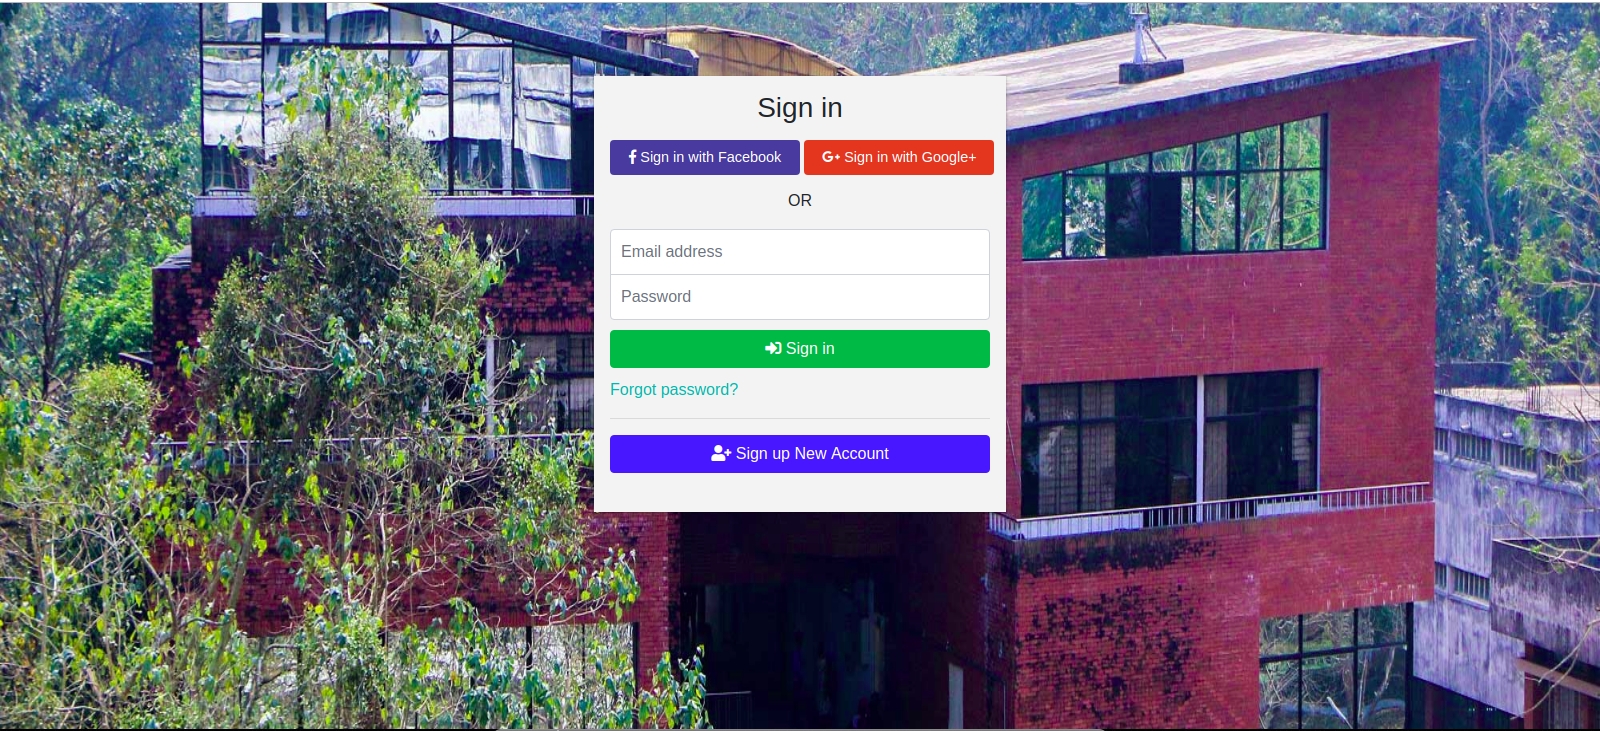 Sign in
Sign in with Facebook
G+ Sign in with Google+
OR
Email address
Password
Sign in
Forgot password?
Sign up New Account